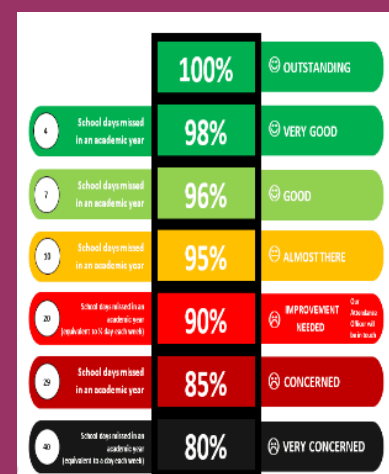 100%
OUTSTANDING
4
School days missed
in an academic year
98%
VERY GOOD
7
School days missed
in an academic year
96%
GOOD
10
School days missed
in an academic year
95%
ALMOST THERE
20
School days missed in an
academic year
(equivalent to ½ day each week)
90%
IMPROVEMENT
NEEDED
Our
Attendance
Officer will
be in touch
29
School days missed
in an academic year
85%
CONCERNED
40
School days missed in an
academic year
(equivalent to a day each week)
80%
VERY CONCERNED